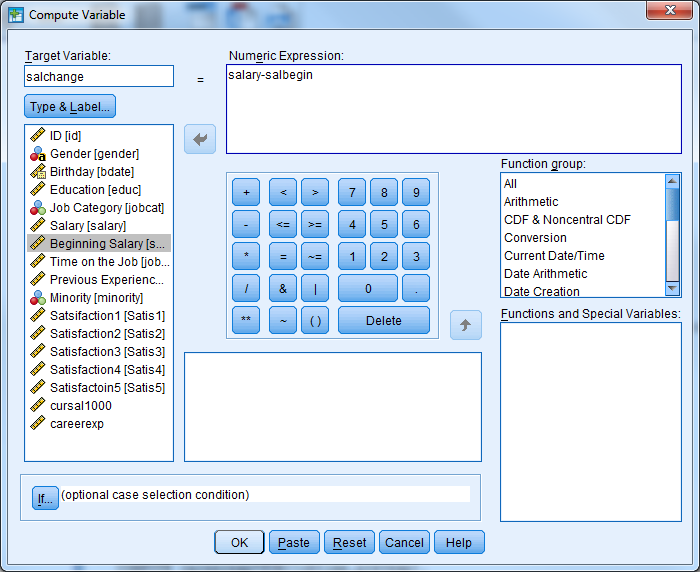 Compute Variable
Target Variable:
salchange
=
Numeric Expression:
salary-salbegin
Type & Label...
ID [id]
Gender [gender]
Birthday [bdate]
Education [educ]
Job Category [jobcat]
Salary [salary]
Beginning Salary [s...
Time on the Job [job...
Previous Experienc...
Minority [minority]
Satsifaction1 [Satis1]
Satisfaction2 [Satis2]
Satisfaction3 [Satis3]
Satisfaction4 [Satis4]
Satisfactoin5 [Satis5]
cursal1000
careerexp
+ < > 7 8 9
- <= >= 4 5 6
* = ~= 1 2 3
/ & | 0 .
** ~ ( ) Delete
Function group:
All
Arithmetic
CDF & Noncentral CDF
Conversion
Current Date/Time
Date Arithmetic
Date Creation
Functions and Special Variables:
If... (optional case selection condition)
OK Paste Reset Cancel Help